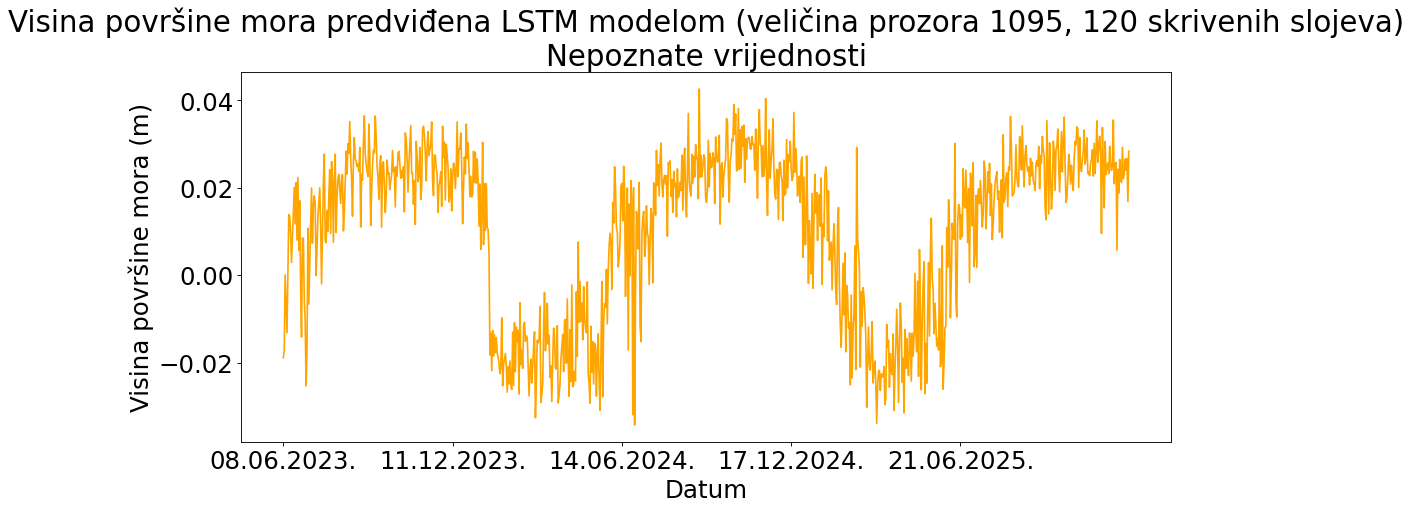 Visina površine mora predviđena LSTM modelom (veličina prozora 1095, 120 skrivenih slojeva)
Nepoznate vrijednosti
Visina površine mora (m)
0.04
0.02
0.00
−0.02
08.06.2023. 11.12.2023. 14.06.2024. 17.12.2024. 21.06.2025.
Datum